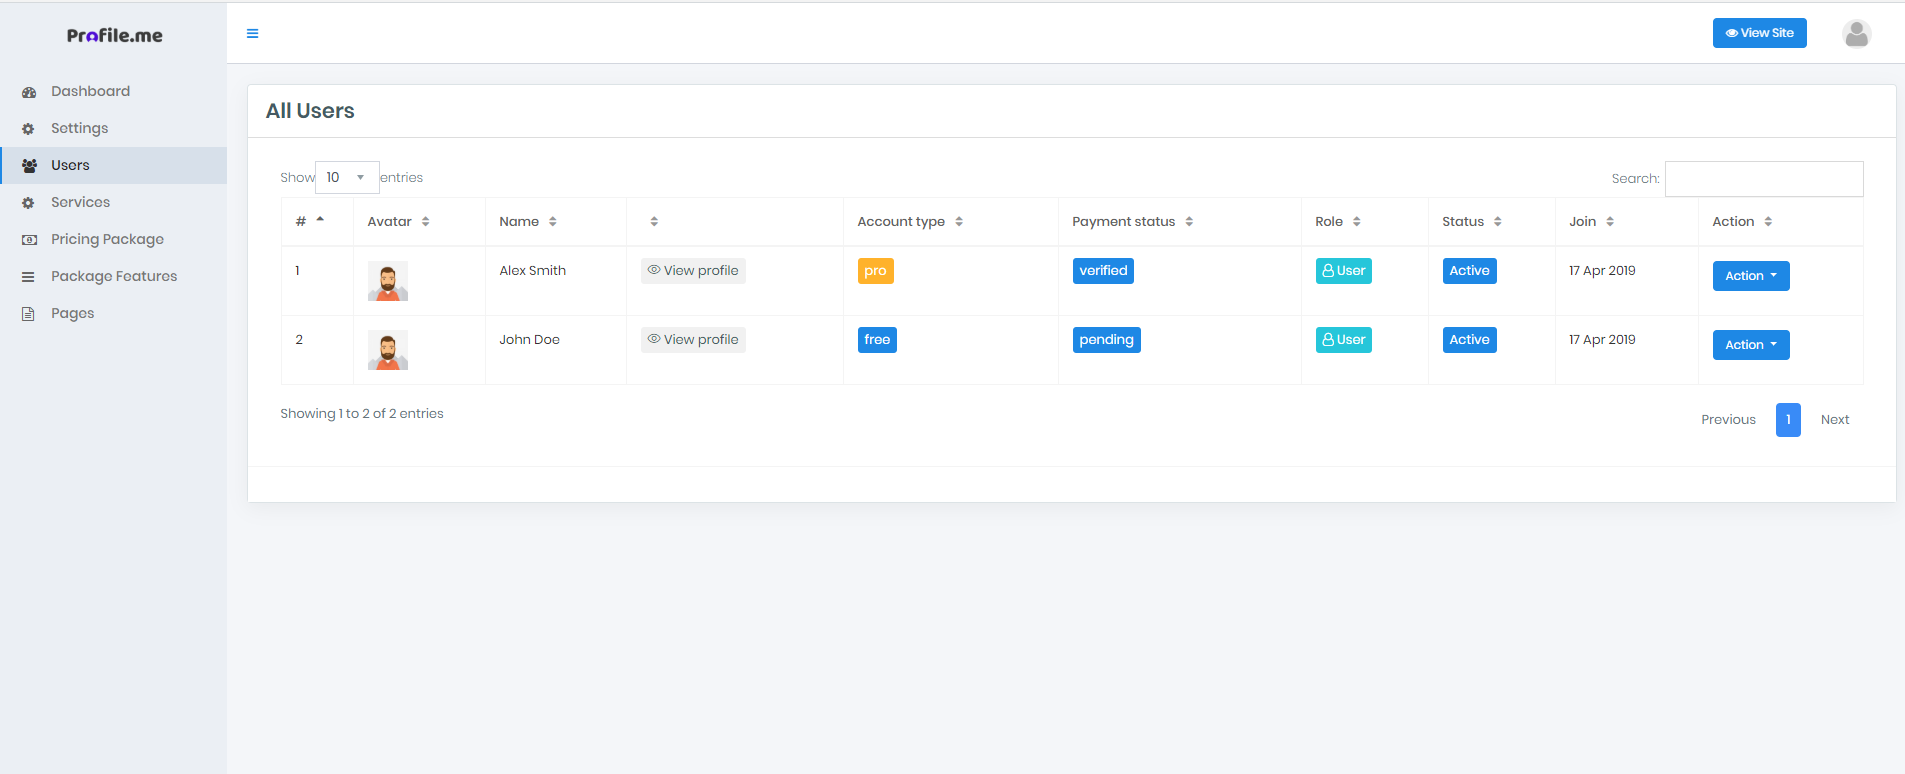 Profile.me
View Site
Dashboard
Settings
Users
Services
Pricing Package
Package Features
Pages
All Users
Show 10 entries
Search:
# Avatar Name Account type Payment status Role Status Join Action
1 Alex Smith View profile pro verified User Active 17 Apr 2019 Action
2 John Doe View profile free pending User Active 17 Apr 2019 Action
Showing 1 to 2 of 2 entries
Previous 1 Next